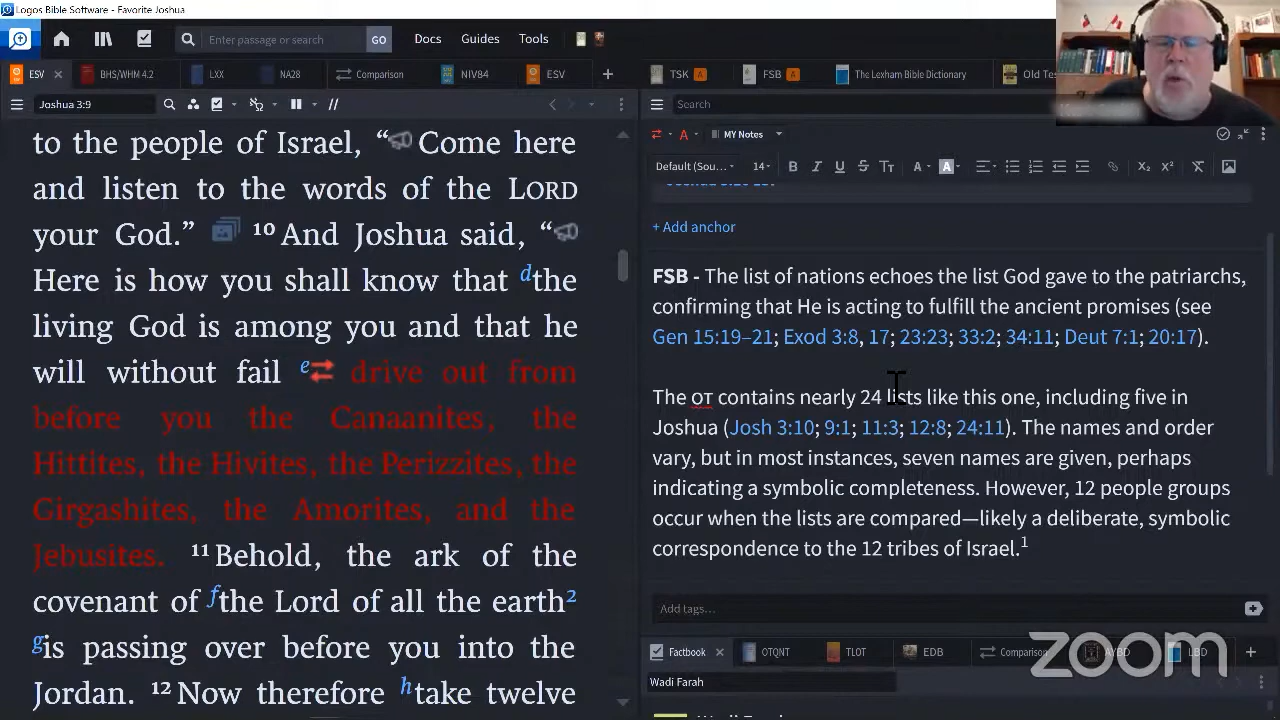 Logos Bible Software - Favorite Joshua
Enter passage or search
GO
Docs
Guides
Tools
ESV
BHS/WHM 4.2
LXX
NA28
Comparison
NIV84
ESV
TSK
A
FSB
A
The Lexham Bible Dictionary
Old Tes
Joshua 3:9
Search
MY Notes
Default (Sou...
14
B I U S TT A A X₂ X²
to the people of Israel, “Come here
and listen to the words of the LORD
your God.” 10 And Joshua said, “
Here is how you shall know that d the
living God is among you and that he
will without fail e drive out from
before you the Canaanites, the
Hittites, the Hivites, the Perizzites, the
Girgashites, the Amorites, and the
Jebusites. 11 Behold, the ark of the
covenant of f the Lord of all the earth2
g is passing over before you into the
Jordan. 12 Now therefore h take twelve
+ Add anchor
FSB - The list of nations echoes the list God gave to the patriarchs,
confirming that He is acting to fulfill the ancient promises (see
Gen 15:19–21; Exod 3:8, 17; 23:23; 33:2; 34:11; Deut 7:1; 20:17).
The OT contains nearly 24 lists like this one, including five in
Joshua (Josh 3:10; 9:1; 11:3; 12:8; 24:11). The names and order
vary, but in most instances, seven names are given, perhaps
indicating a symbolic completeness. However, 12 people groups
occur when the lists are compared—likely a deliberate, symbolic
correspondence to the 12 tribes of Israel.1
Add tags...
Factbook
OTQNT
TLOT
EDB
Comparison
AYBD
LBD
Wadi Farah
zoom